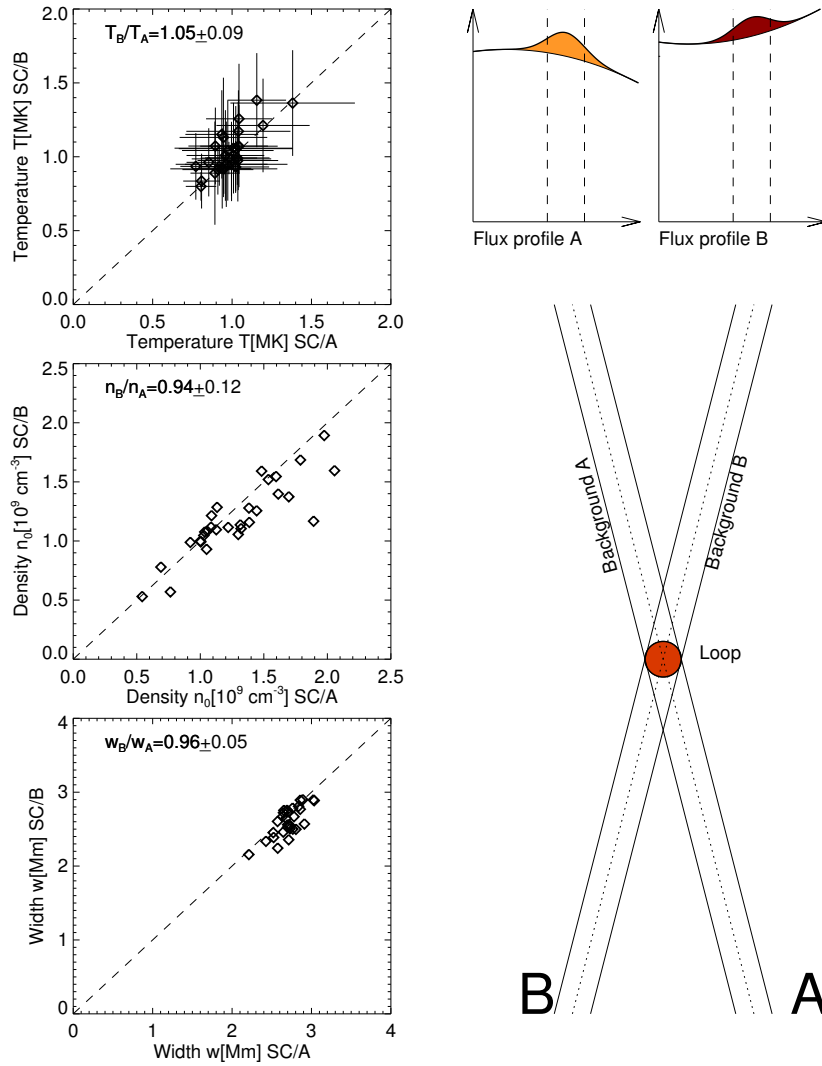 T_B/T_A=1.05±0.09
Temperature T[MK] SC/B
2.0
1.5
1.0
0.5
0.0
0.0 0.5 1.0 1.5 2.0
Temperature T[MK] SC/A
n_B/n_A=0.94±0.12
Density n_0[10^9 cm^-3] SC/B
2.5
2.0
1.5
1.0
0.5
0.0
0.0 0.5 1.0 1.5 2.0 2.5
Density n_0[10^9 cm^-3] SC/A
w_B/w_A=0.96±0.05
Width w[Mm] SC/B
4
3
2
1
0
0 1 2 3 4
Width w[Mm] SC/A
Flux profile A
Flux profile B
Background A
Background B
Loop
B
A